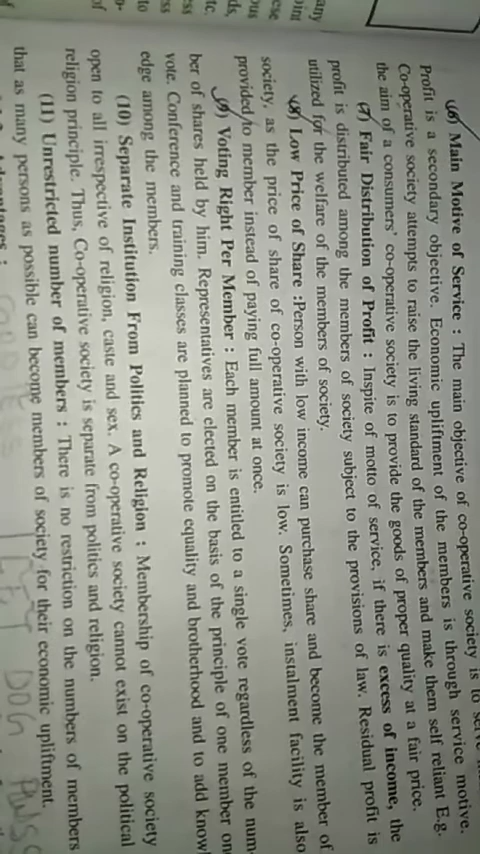 (6) Main Motive of Service : The main objective of co-operative society is to serve
Profit is a secondary objective. Economic upliftment of the members is through service motive.
Co-operative society attempts to raise the living standard of the members and make them self reliant E.g.
the aim of a consumers' co-operative society is to provide the goods of proper quality at a fair price.
(7) Fair Distribution of Profit : Inspite of motto of service, if there is excess of income, the
profit is distributed among the members of society subject to the provisions of law. Residual profit is
utilized for the welfare of the members of society.
(8) Low Price of Share :Person with low income can purchase share and become the member of
society, as the price of share of co-operative society is low. Sometimes, instalment facility is also
provided to member instead of paying full amount at once.
(9) Voting Right Per Member : Each member is entitled to a single vote regardless of the num
ber of shares held by him. Representatives are elected on the basis of the principle of one member one
vote. Conference and training classes are planned to promote equality and brotherhood and to add know
edge among the members.
(10) Separate Institution From Politics and Religion : Membership of co-operative society
open to all irrespective of religion, caste and sex. A co-operative society cannot exist on the political
religion principle. Thus, Co-operative society is separate from politics and religion.
(11) Unrestricted number of members : There is no restriction on the numbers of members
that as many persons as possible can become members of society for their economic upliftment.
DOG